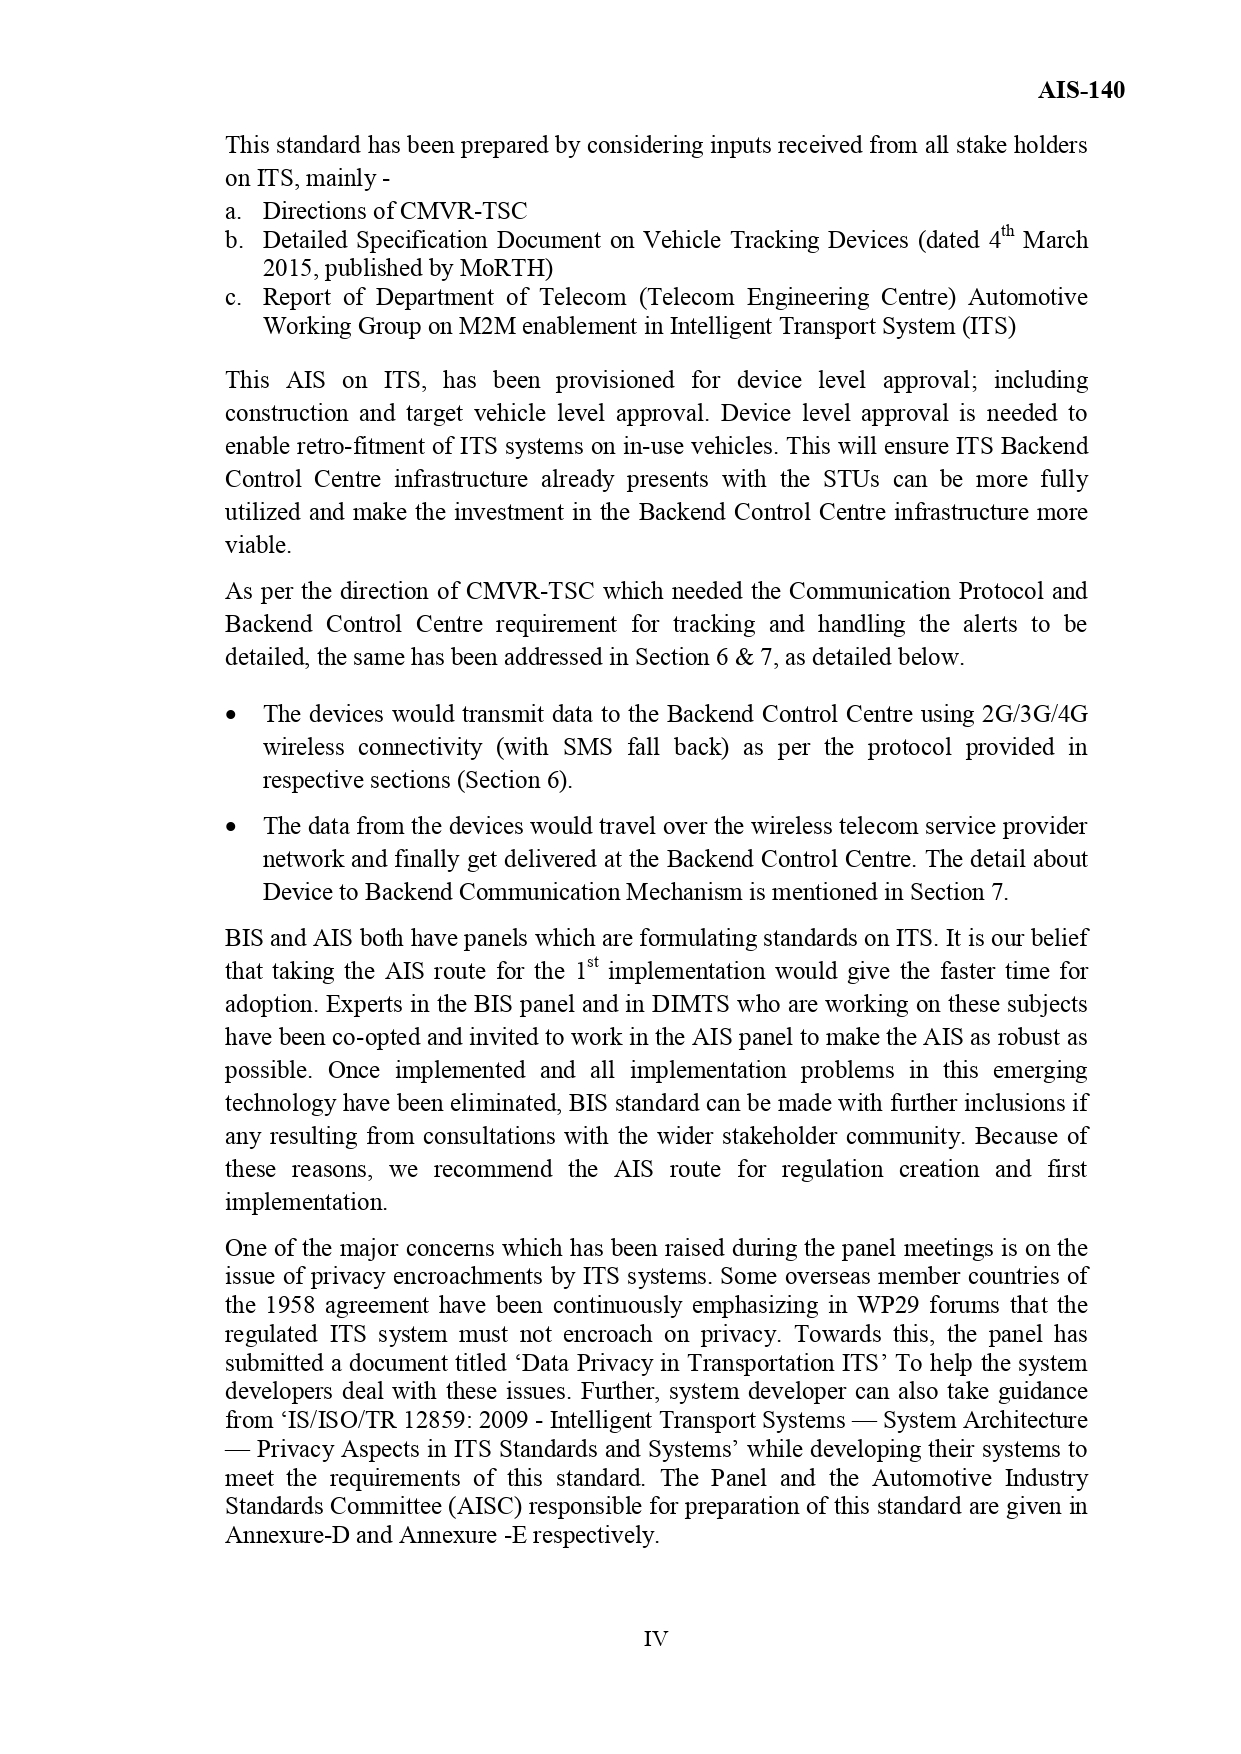 AIS-140
This standard has been prepared by considering inputs received from all stake holders
on ITS, mainly -
a. Directions of CMVR-TSC
b. Detailed Specification Document on Vehicle Tracking Devices (dated 4th March
2015, published by MoRTH)
c. Report of Department of Telecom (Telecom Engineering Centre) Automotive
Working Group on M2M enablement in Intelligent Transport System (ITS)
This AIS on ITS, has been provisioned for device level approval; including
construction and target vehicle level approval. Device level approval is needed to
enable retro-fitment of ITS systems on in-use vehicles. This will ensure ITS Backend
Control Centre infrastructure already presents with the STUs can be more fully
utilized and make the investment in the Backend Control Centre infrastructure more
viable.
As per the direction of CMVR-TSC which needed the Communication Protocol and
Backend Control Centre requirement for tracking and handling the alerts to be
detailed, the same has been addressed in Section 6 & 7, as detailed below.
• The devices would transmit data to the Backend Control Centre using 2G/3G/4G
wireless connectivity (with SMS fall back) as per the protocol provided in
respective sections (Section 6).
• The data from the devices would travel over the wireless telecom service provider
network and finally get delivered at the Backend Control Centre. The detail about
Device to Backend Communication Mechanism is mentioned in Section 7.
BIS and AIS both have panels which are formulating standards on ITS. It is our belief
that taking the AIS route for the 1st implementation would give the faster time for
adoption. Experts in the BIS panel and in DIMTS who are working on these subjects
have been co-opted and invited to work in the AIS panel to make the AIS as robust as
possible. Once implemented and all implementation problems in this emerging
technology have been eliminated, BIS standard can be made with further inclusions if
any resulting from consultations with the wider stakeholder community. Because of
these reasons, we recommend the AIS route for regulation creation and first
implementation.
One of the major concerns which has been raised during the panel meetings is on the
issue of privacy encroachments by ITS systems. Some overseas member countries of
the 1958 agreement have been continuously emphasizing in WP29 forums that the
regulated ITS system must not encroach on privacy. Towards this, the panel has
submitted a document titled ‘Data Privacy in Transportation ITS’ To help the system
developers deal with these issues. Further, system developer can also take guidance
from ‘IS/ISO/TR 12859: 2009 - Intelligent Transport Systems — System Architecture
— Privacy Aspects in ITS Standards and Systems’ while developing their systems to
meet the requirements of this standard. The Panel and the Automotive Industry
Standards Committee (AISC) responsible for preparation of this standard are given in
Annexure-D and Annexure -E respectively.
IV